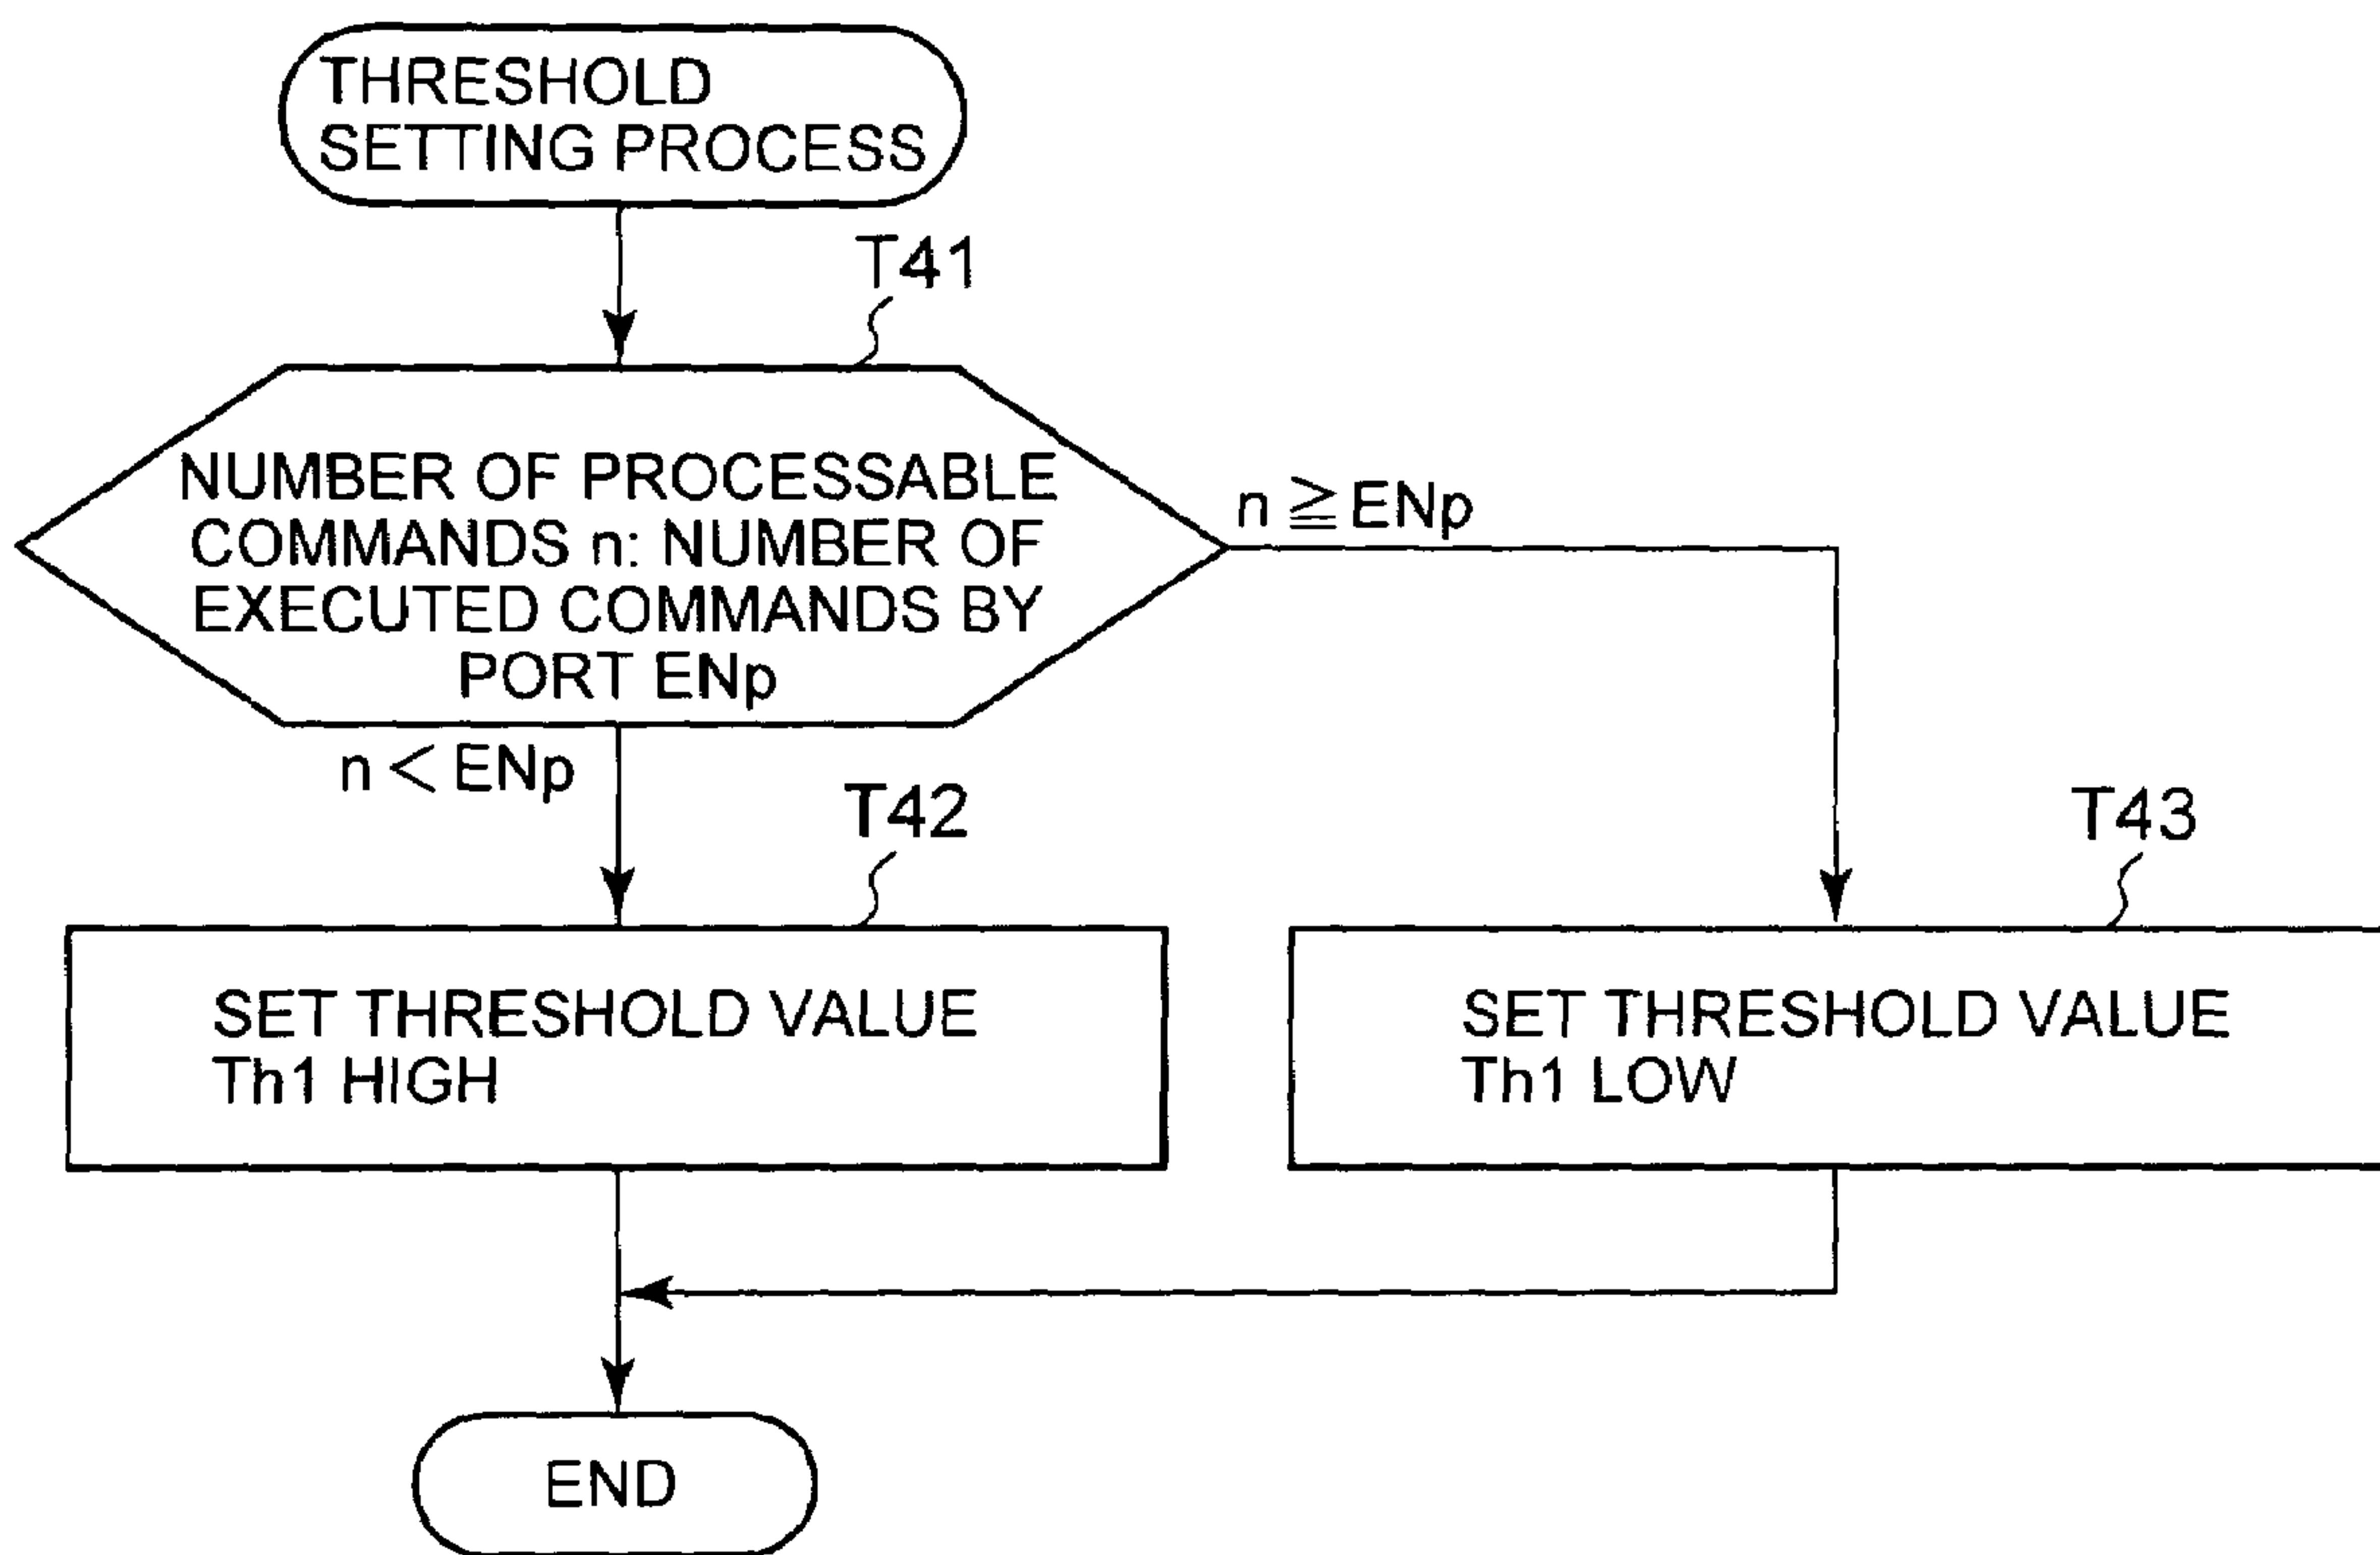 THRESHOLD
SETTING PROCESS
T41
NUMBER OF PROCESSABLE
COMMANDS n: NUMBER OF
EXECUTED COMMANDS BY
PORT ENp
n ≧ ENp
n < ENp
T42
T43
SET THRESHOLD VALUE
Th1 HIGH
SET THRESHOLD VALUE
Th1 LOW
END